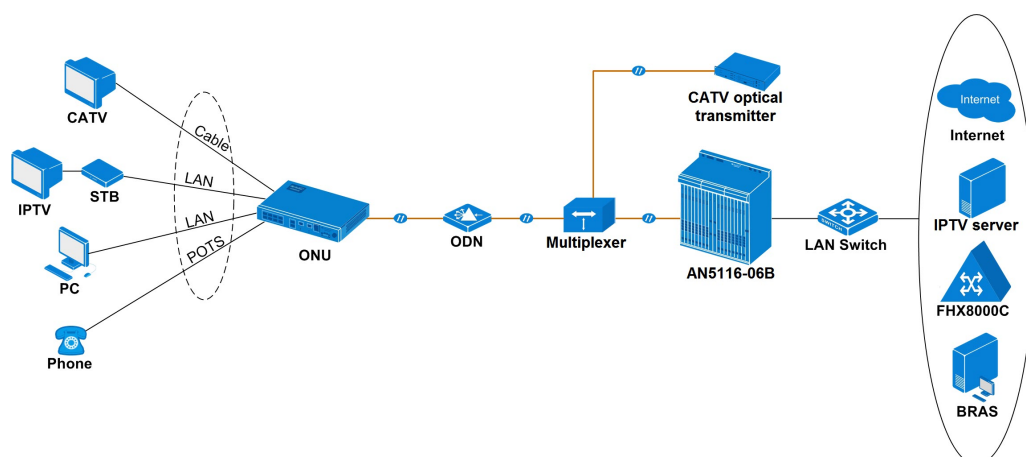 CATV
Cable
IPTV
STB
LAN
LAN
PC
POTS
Phone
ONU
ODN
Multiplexer
CATV optical
transmitter
AN5116-06B
SWITCH
LAN Switch
Internet
Internet
IPTV server
FHX8000C
BRAS